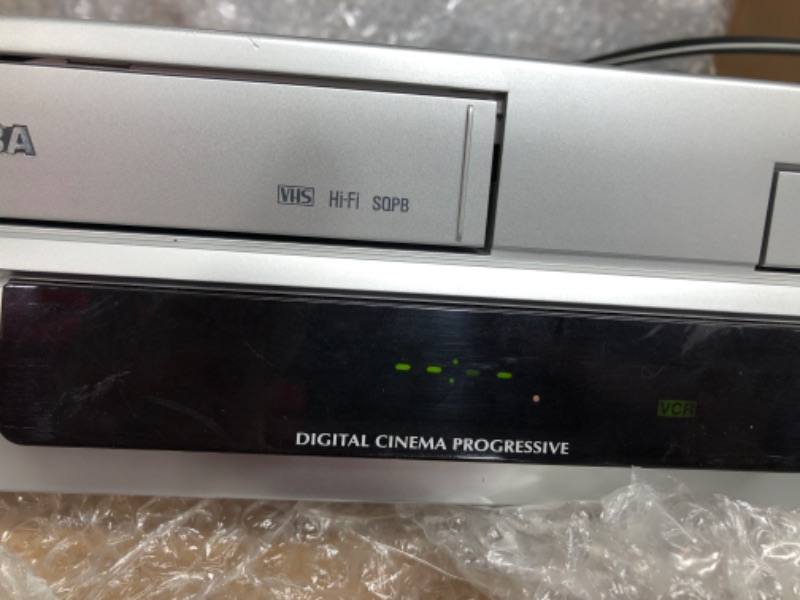 BA
VHS Hi-Fi SQPB
--:--
VCR
DIGITAL CINEMA PROGRESSIVE